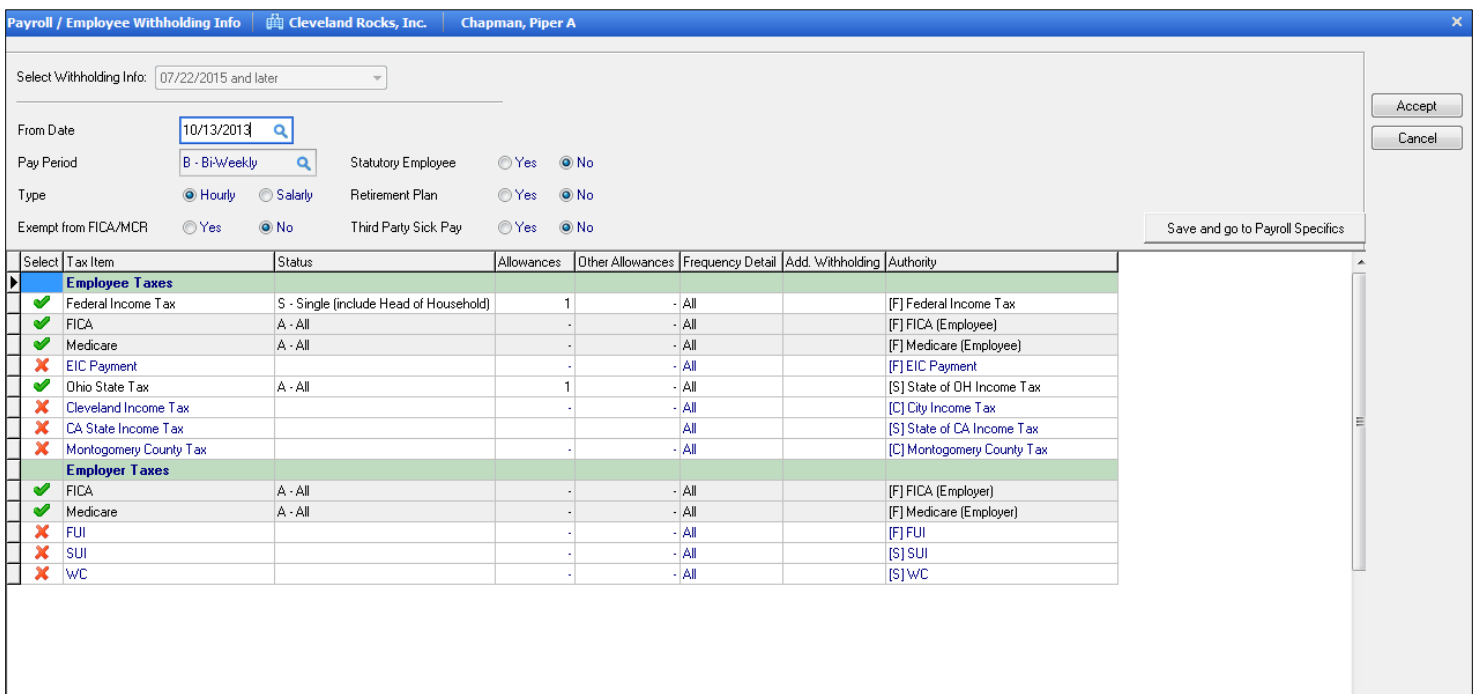 Payroll / Employee Withholding Info Cleveland Rocks, Inc. Chapman, Piper A
Select Withholding Info: 07/22/2015 and later
Accept
From Date 10/13/2013
Cancel
Pay Period B - Bi-Weekly Statutory Employee Yes No
Type Hourly Salarly Retirement Plan Yes No
Exempt from FICA/MCR Yes No Third Party Sick Pay Yes No
Save and go to Payroll Specifics
Select Tax Item Status Allowances Other Allowances Frequency Detail Add. Withholding Authority
Employee Taxes
Federal Income Tax S - Single (include Head of Household) 1 - All [F] Federal Income Tax
FICA A - All - - All [F] FICA (Employee)
Medicare A - All - - All [F] Medicare (Employee)
EIC Payment - - All [F] EIC Payment
Ohio State Tax A - All 1 - All [S] State of OH Income Tax
Cleveland Income Tax - - All [C] City Income Tax
CA State Income Tax All [S] State of CA Income Tax
Montogomery County Tax - - All [C] Montogomery County Tax
Employer Taxes
FICA A - All - - All [F] FICA (Employer)
Medicare A - All - - All [F] Medicare (Employer)
FUI - - All [F] FUI
SUI - - All [S] SUI
WC - - All [S] WC